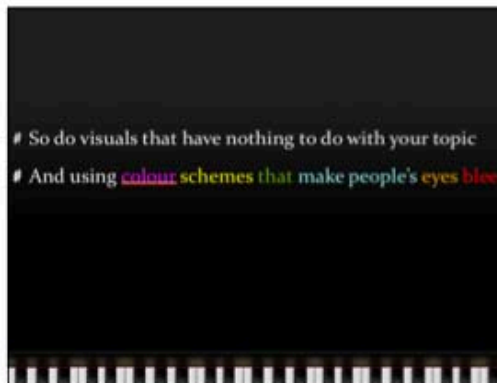 # So do visuals that have nothing to do with your topic
# And using colour schemes that make people's eyes blee